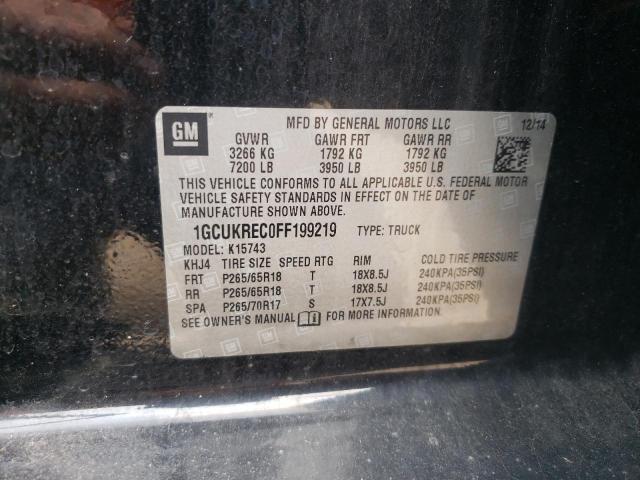 GM
MFD BY GENERAL MOTORS LLC 12/14
GVWR GAWR FRT GAWR RR
3266 KG 1792 KG 1792 KG
7200 LB 3950 LB 3950 LB
THIS VEHICLE CONFORMS TO ALL APPLICABLE U.S. FEDERAL MOTOR
VEHICLE SAFETY STANDARDS IN EFFECT ON THE DATE OF
MANUFACTURE SHOWN ABOVE.
1GCUKREC0FF199219 TYPE: TRUCK
MODEL: K15743
KHJ4 TIRE SIZE SPEED RTG RIM COLD TIRE PRESSURE
FRT P265/65R18 T 18X8.5J 240KPA(35PSI)
RR P265/65R18 T 18X8.5J 240KPA(35PSI)
SPA P265/70R17 S 17X7.5J 240KPA(35PSI)
SEE OWNER'S MANUAL FOR MORE INFORMATION.